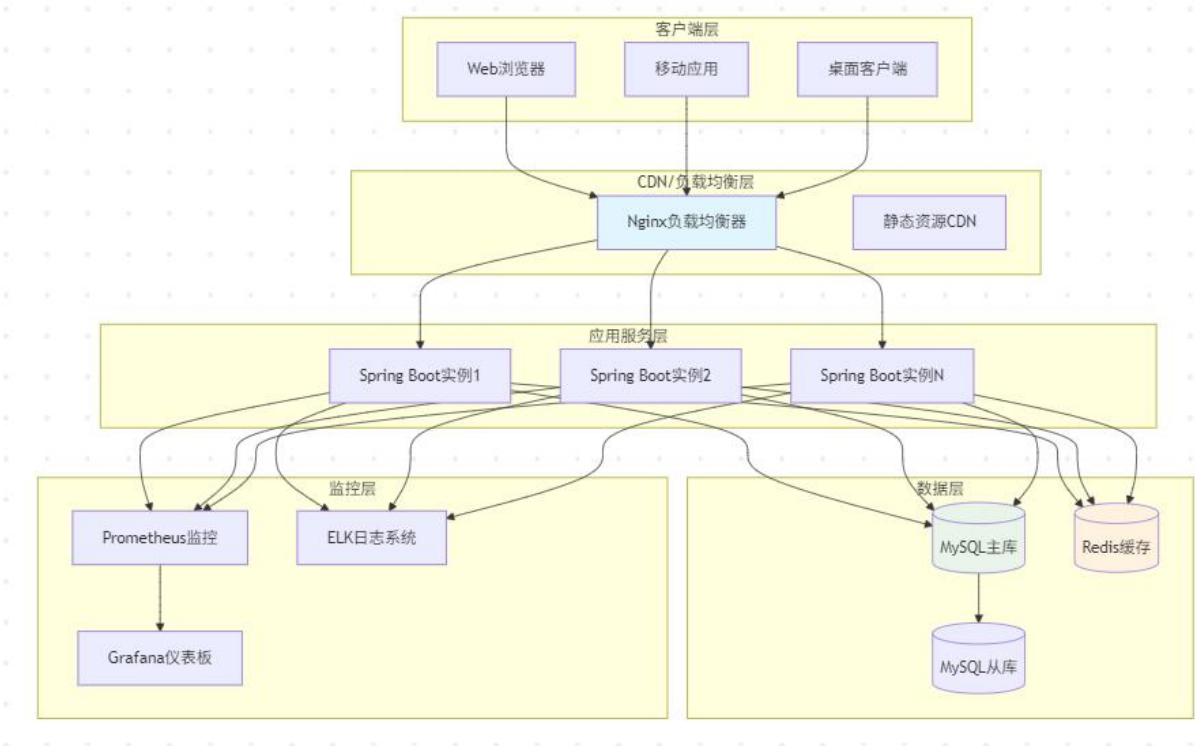 客户端层
Web浏览器
移动应用
桌面客户端
CDN/负载均衡层
Nginx负载均衡器
静态资源CDN
应用服务层
Spring Boot实例1
Spring Boot实例2
Spring Boot实例N
监控层
Prometheus监控
ELK日志系统
Grafana仪表板
数据层
MySQL主库
Redis缓存
MySQL从库